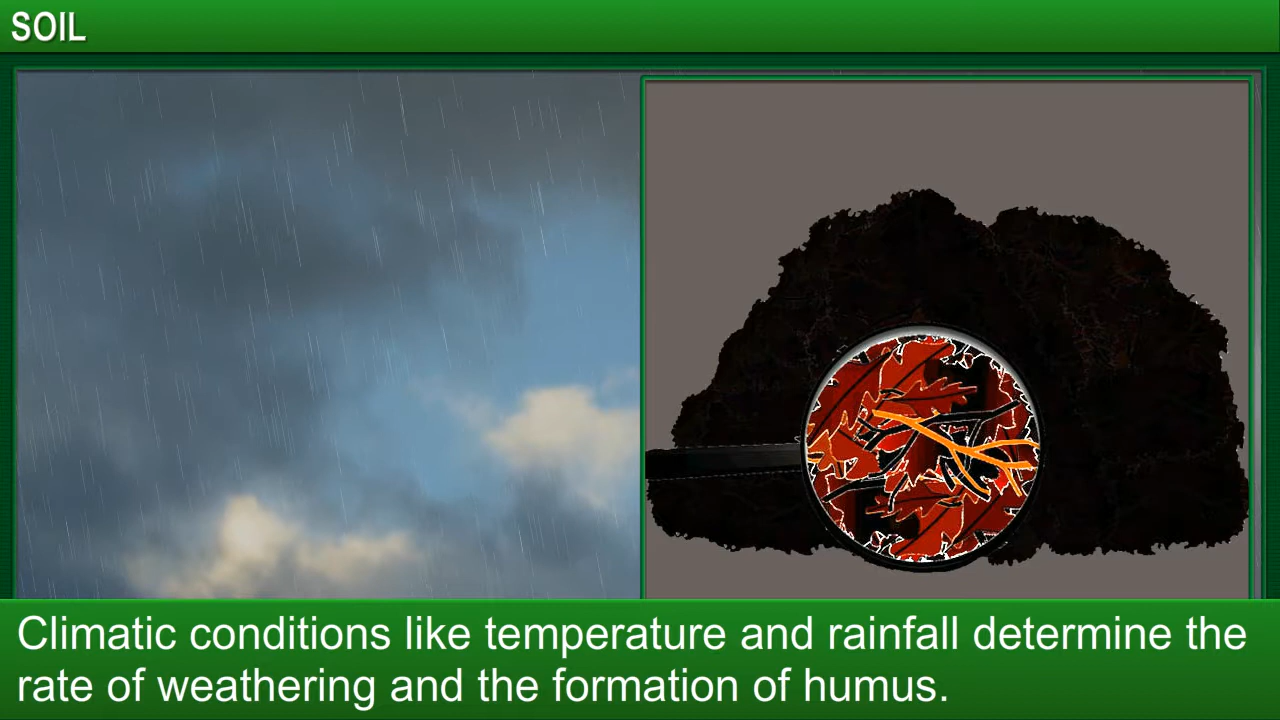 SOIL
Climatic conditions like temperature and rainfall determine the
rate of weathering and the formation of humus.